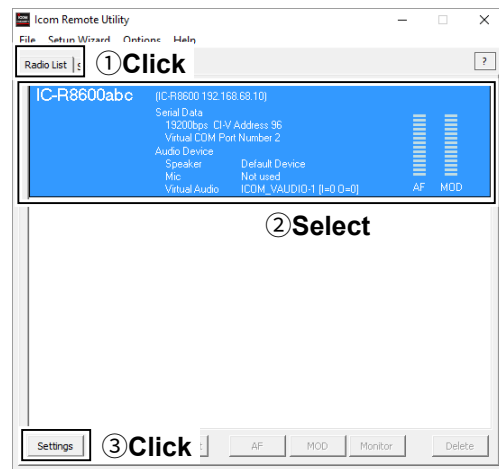 Icom Remote Utility
File Setup Wizard Options Help
Radio List
①Click
?
IC-R8600abc (IC-R8600 192.168.68.10)
Serial Data
19200bps CI-V Address 96
Virtual COM Port Number 2
Audio Device
Speaker Default Device
Mic Not used
Virtual Audio ICOM_VAUDIO-1 [I=0 O=0]
AF MOD
②Select
Settings ③Click AF MOD Monitor Delete